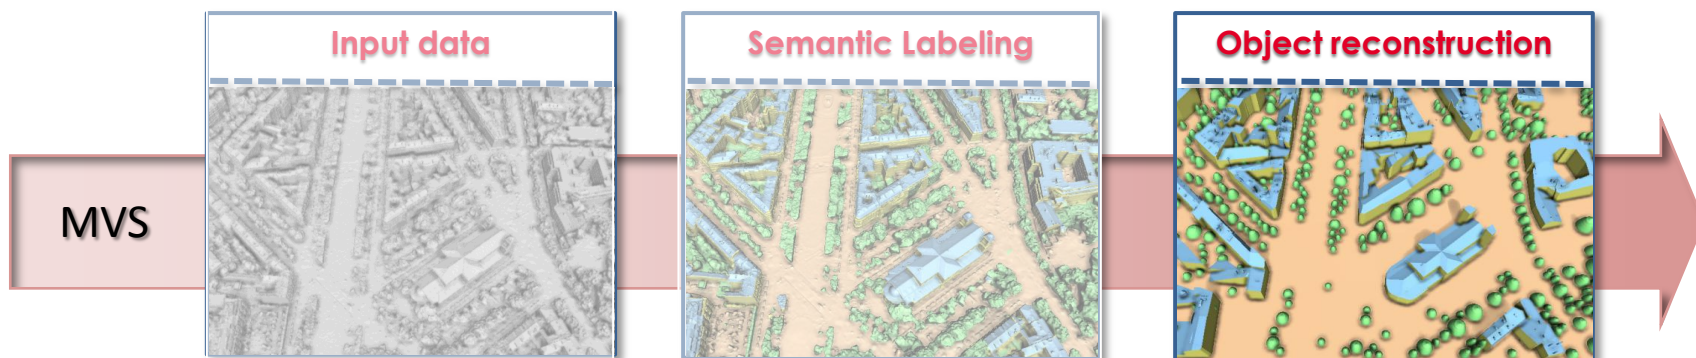 MVS
Input data
Semantic Labeling
Object reconstruction